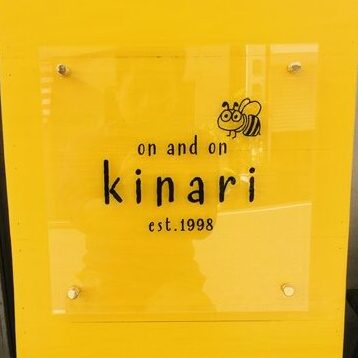 on and on
kinari
est.1998